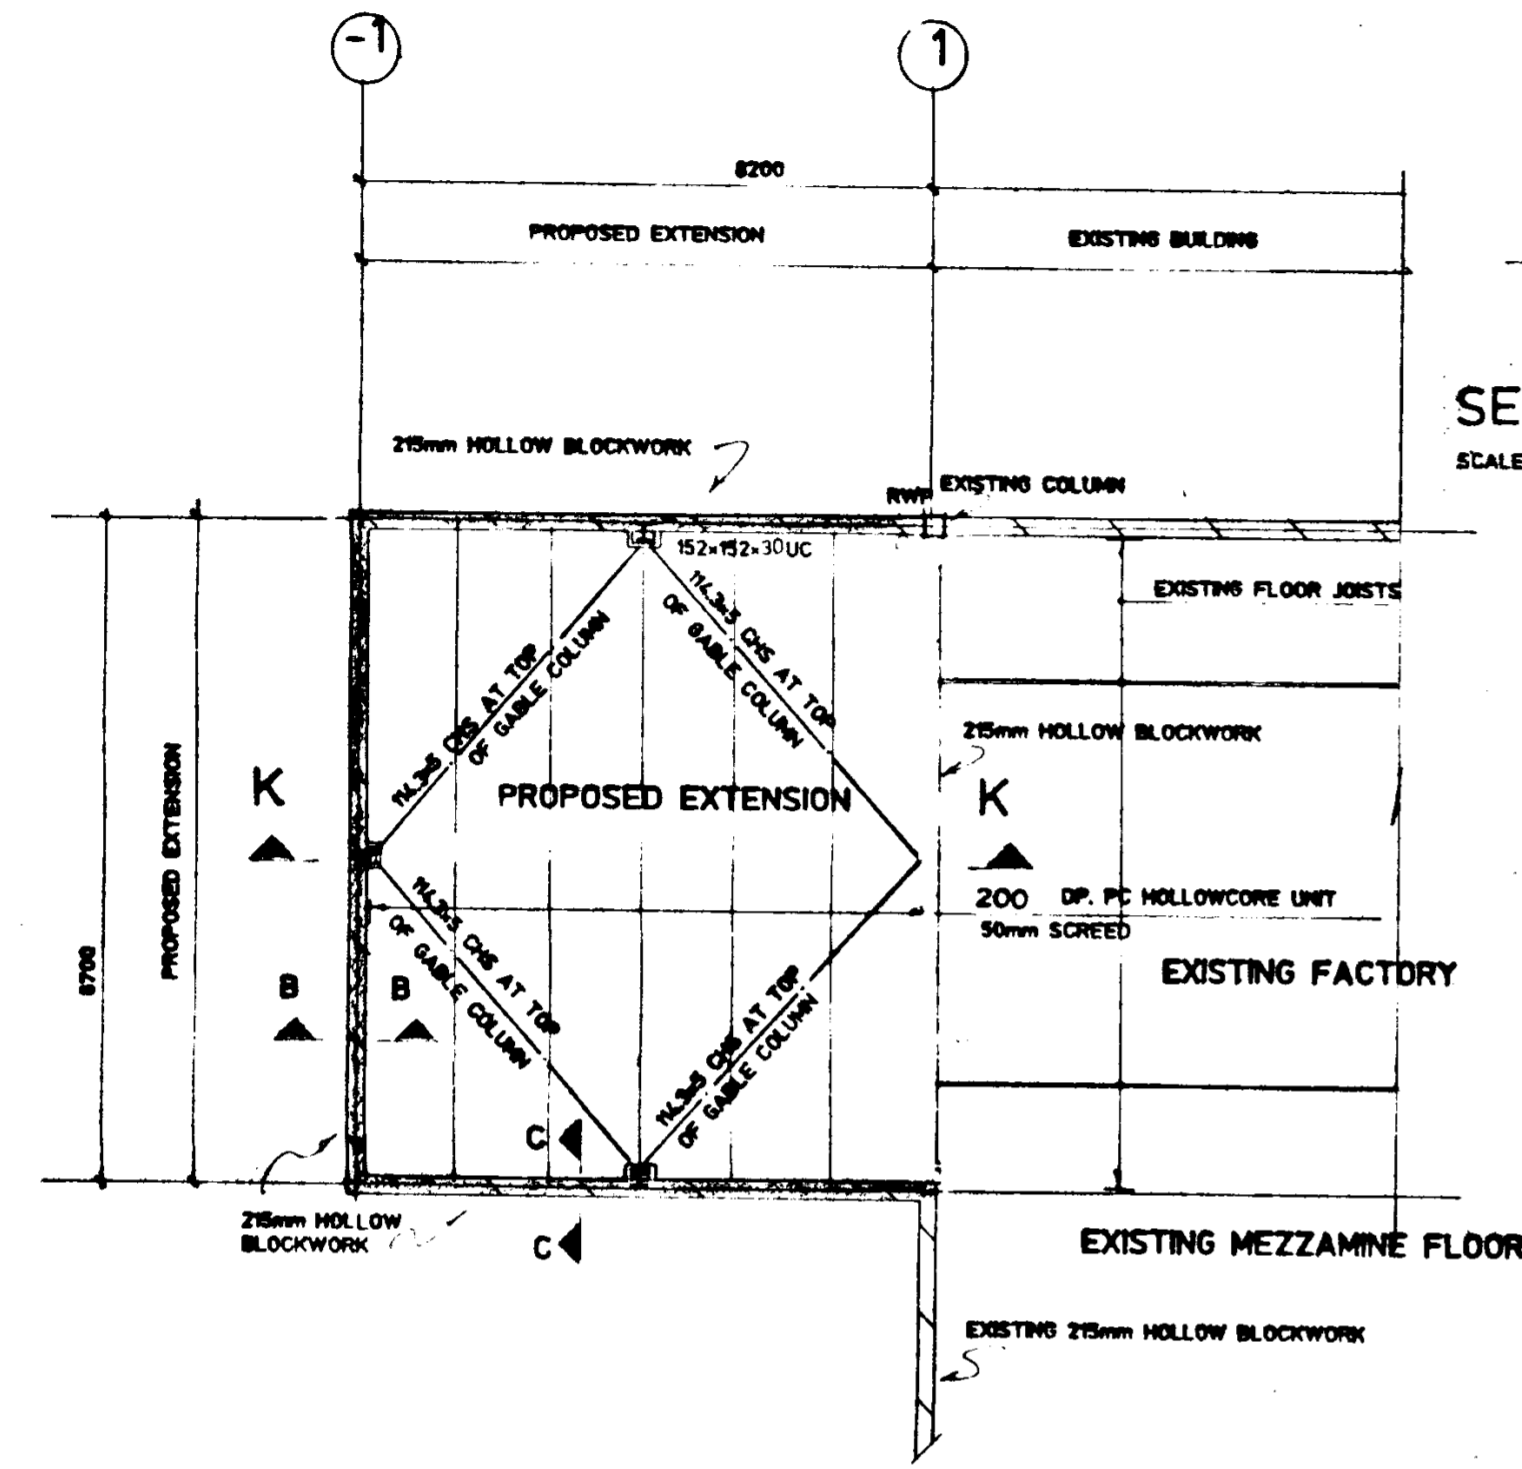 -1
1
8200
PROPOSED EXTENSION
EXISTING BUILDING
SE
SCALE
215mm HOLLOW BLOCKWORK
RWP
EXISTING COLUMN
152×152×30UC
EXISTING FLOOR JOISTS
114.3×5 CHS AT TOP
OF GABLE COLUMN
114.3×5 CHS AT TOP
OF GABLE COLUMN
215mm HOLLOW BLOCKWORK
PROPOSED EXTENSION
K
PROPOSED EXTENSION
K
200 DP. PC HOLLOWCORE UNIT
50mm SCREED
8700
B
B
EXISTING FACTORY
114.3×5 CHS AT TOP
OF GABLE COLUMN
114.3×5 CHS AT TOP
OF GABLE COLUMN
C
215mm HOLLOW
BLOCKWORK
C
EXISTING MEZZAMINE FLOOR
EXISTING 215mm HOLLOW BLOCKWORK